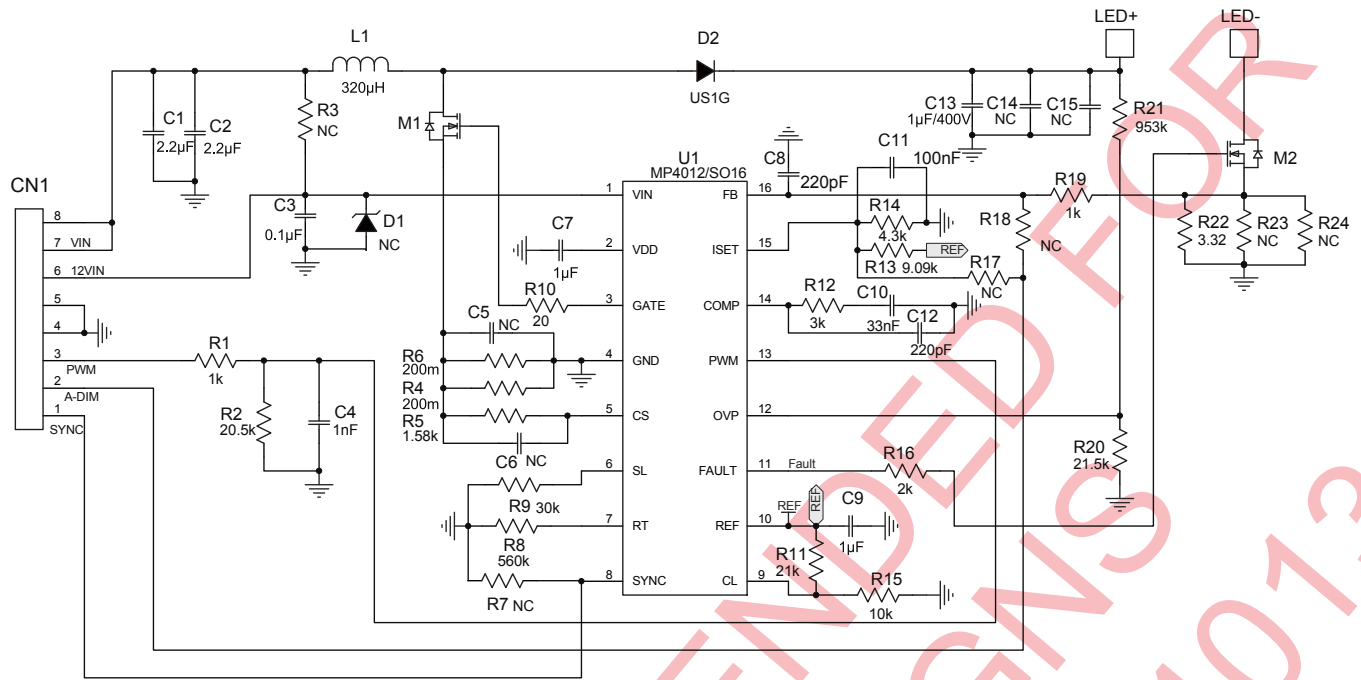 LED+
LED-
L1
320µH
D2
US1G
R3
NC
C1
2.2µF
C2
2.2µF
M1
C13
1µF/400V
C14
NC
C15
NC
R21
953k
M2
CN1
8
7
VIN
6
12VIN
5
4
3
PWM
2
A-DIM
1
SYNC
C3
0.1µF
D1
NC
C7
1µF
R10
20
C5
NC
R6
200m
R4
200m
R5
1.58k
C6
NC
R9
30k
R8
560k
R7 NC
R1
1k
R2
20.5k
C4
1nF
U1
MP4012/SO16
1
VIN
2
VDD
3
GATE
4
GND
5
CS
6
SL
7
RT
8
SYNC
FB
16
ISET
15
COMP
14
PWM
13
OVP
12
FAULT
11
Fault
REF
10
CL
9
C8
220pF
C11
100nF
R14
4.3k
R13 9.09k
REF
R17
NC
R18
NC
R19
1k
R22
3.32
R23
NC
R24
NC
R12
3k
C10
33nF
C12
220pF
R16
2k
R20
21.5k
REF
REF
C9
1µF
R11
21k
R15
10k
ENDED FOR
GNS
4013